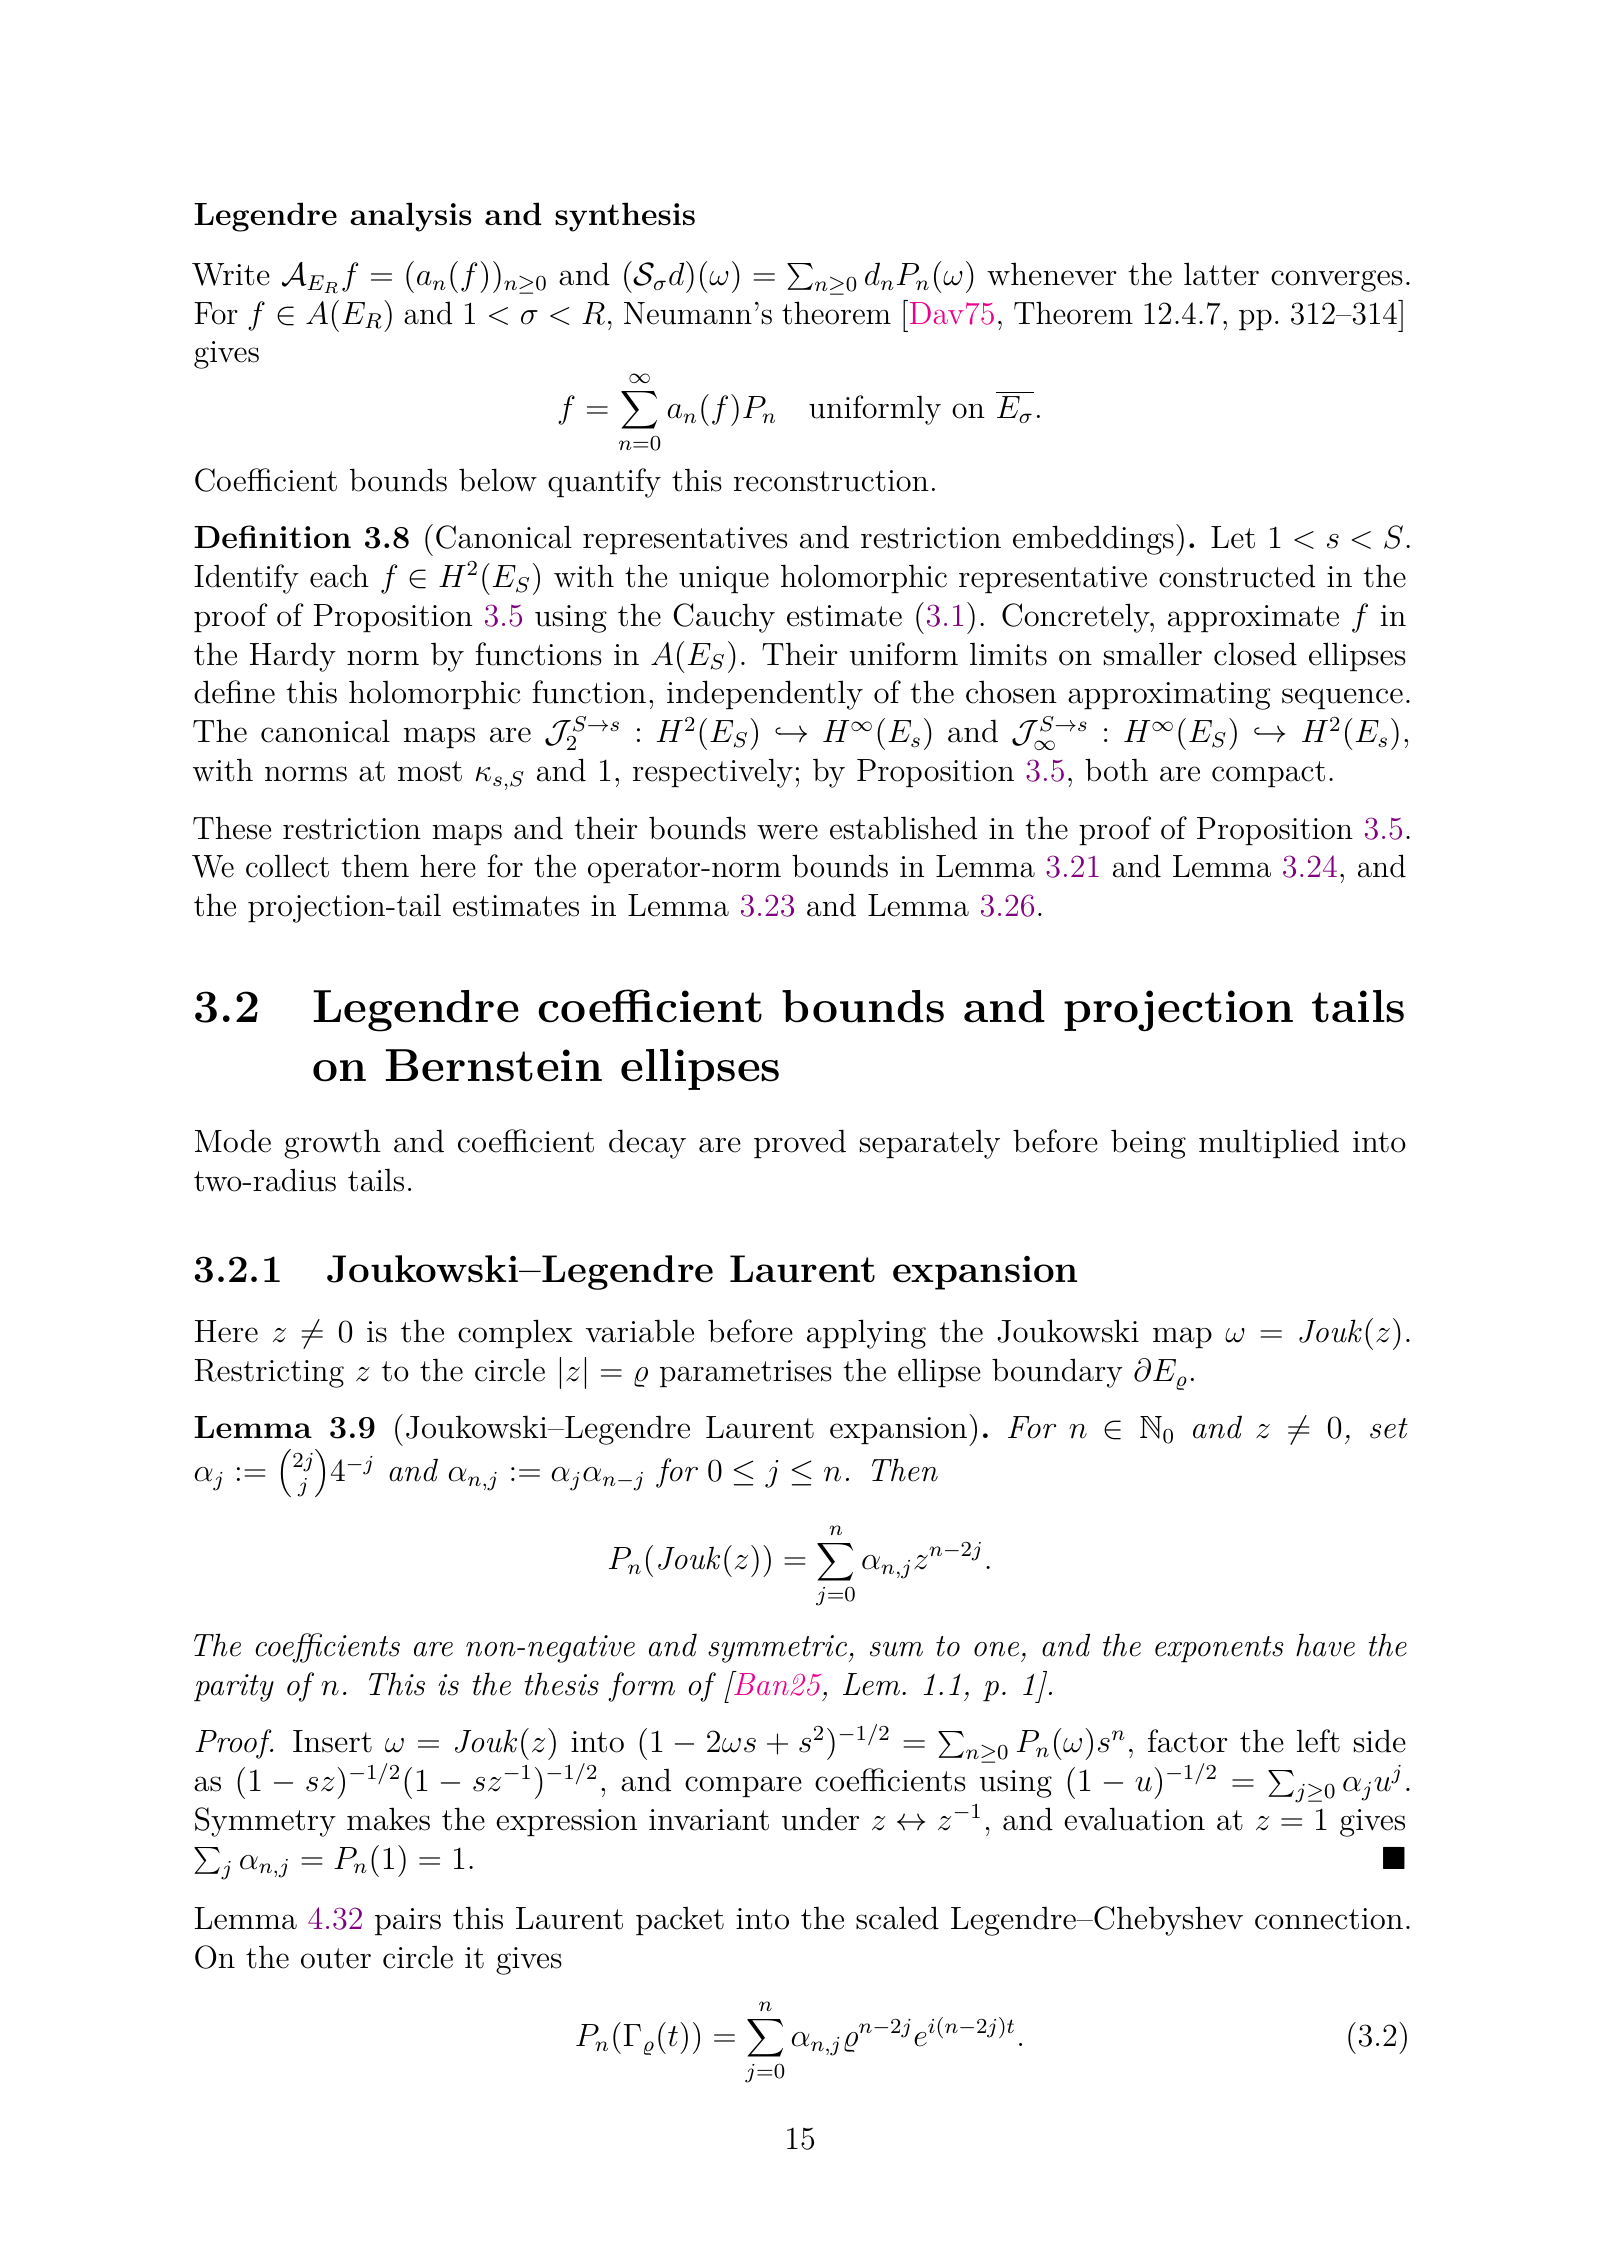 Legendre analysis and synthesis
Write 𝒜_{E_R} f = (a_n(f))_{n≥0} and (𝒮_σ d)(ω) = ∑_{n≥0} d_n P_n(ω) whenever the latter converges.
For f ∈ A(E_R) and 1 < σ < R, Neumann’s theorem [Dav75, Theorem 12.4.7, pp. 312–314]
gives
f = ∑_{n=0}^{∞} a_n(f)P_n uniformly on \overline{E_σ}.
Coefficient bounds below quantify this reconstruction.
Definition 3.8 (Canonical representatives and restriction embeddings). Let 1 < s < S.
Identify each f ∈ H²(E_S) with the unique holomorphic representative constructed in the
proof of Proposition 3.5 using the Cauchy estimate (3.1). Concretely, approximate f in
the Hardy norm by functions in A(E_S). Their uniform limits on smaller closed ellipses
define this holomorphic function, independently of the chosen approximating sequence.
The canonical maps are 𝒥_2^{S→s} : H²(E_S) ↪ H^∞(E_s) and 𝒥_∞^{S→s} : H^∞(E_S) ↪ H²(E_s),
with norms at most κ_{s,S} and 1, respectively; by Proposition 3.5, both are compact.
These restriction maps and their bounds were established in the proof of Proposition 3.5.
We collect them here for the operator-norm bounds in Lemma 3.21 and Lemma 3.24, and
the projection-tail estimates in Lemma 3.23 and Lemma 3.26.
3.2 Legendre coefficient bounds and projection tails
on Bernstein ellipses
Mode growth and coefficient decay are proved separately before being multiplied into
two-radius tails.
3.2.1 Joukowski–Legendre Laurent expansion
Here z ≠ 0 is the complex variable before applying the Joukowski map ω = Jouk(z).
Restricting z to the circle |z| = ϱ parametrises the ellipse boundary ∂E_ϱ.
Lemma 3.9 (Joukowski–Legendre Laurent expansion). For n ∈ ℕ_0 and z ≠ 0, set
α_j := \binom{2j}{j}4^{−j} and α_{n,j} := α_jα_{n−j} for 0 ≤ j ≤ n. Then
P_n(Jouk(z)) = ∑_{j=0}^{n} α_{n,j}z^{n−2j}.
The coefficients are non-negative and symmetric, sum to one, and the exponents have the
parity of n. This is the thesis form of [Ban25, Lem. 1.1, p. 1].
Proof. Insert ω = Jouk(z) into (1 − 2ωs + s²)^{−1/2} = ∑_{n≥0} P_n(ω)s^n, factor the left side
as (1 − sz)^{−1/2}(1 − sz^{−1})^{−1/2}, and compare coefficients using (1 − u)^{−1/2} = ∑_{j≥0} α_ju^j.
Symmetry makes the expression invariant under z ↔ z^{−1}, and evaluation at z = 1 gives
∑_j α_{n,j} = P_n(1) = 1. ■
Lemma 4.32 pairs this Laurent packet into the scaled Legendre–Chebyshev connection.
On the outer circle it gives
P_n(Γ_ϱ(t)) = ∑_{j=0}^{n} α_{n,j}ϱ^{n−2j}e^{i(n−2j)t}. (3.2)
15